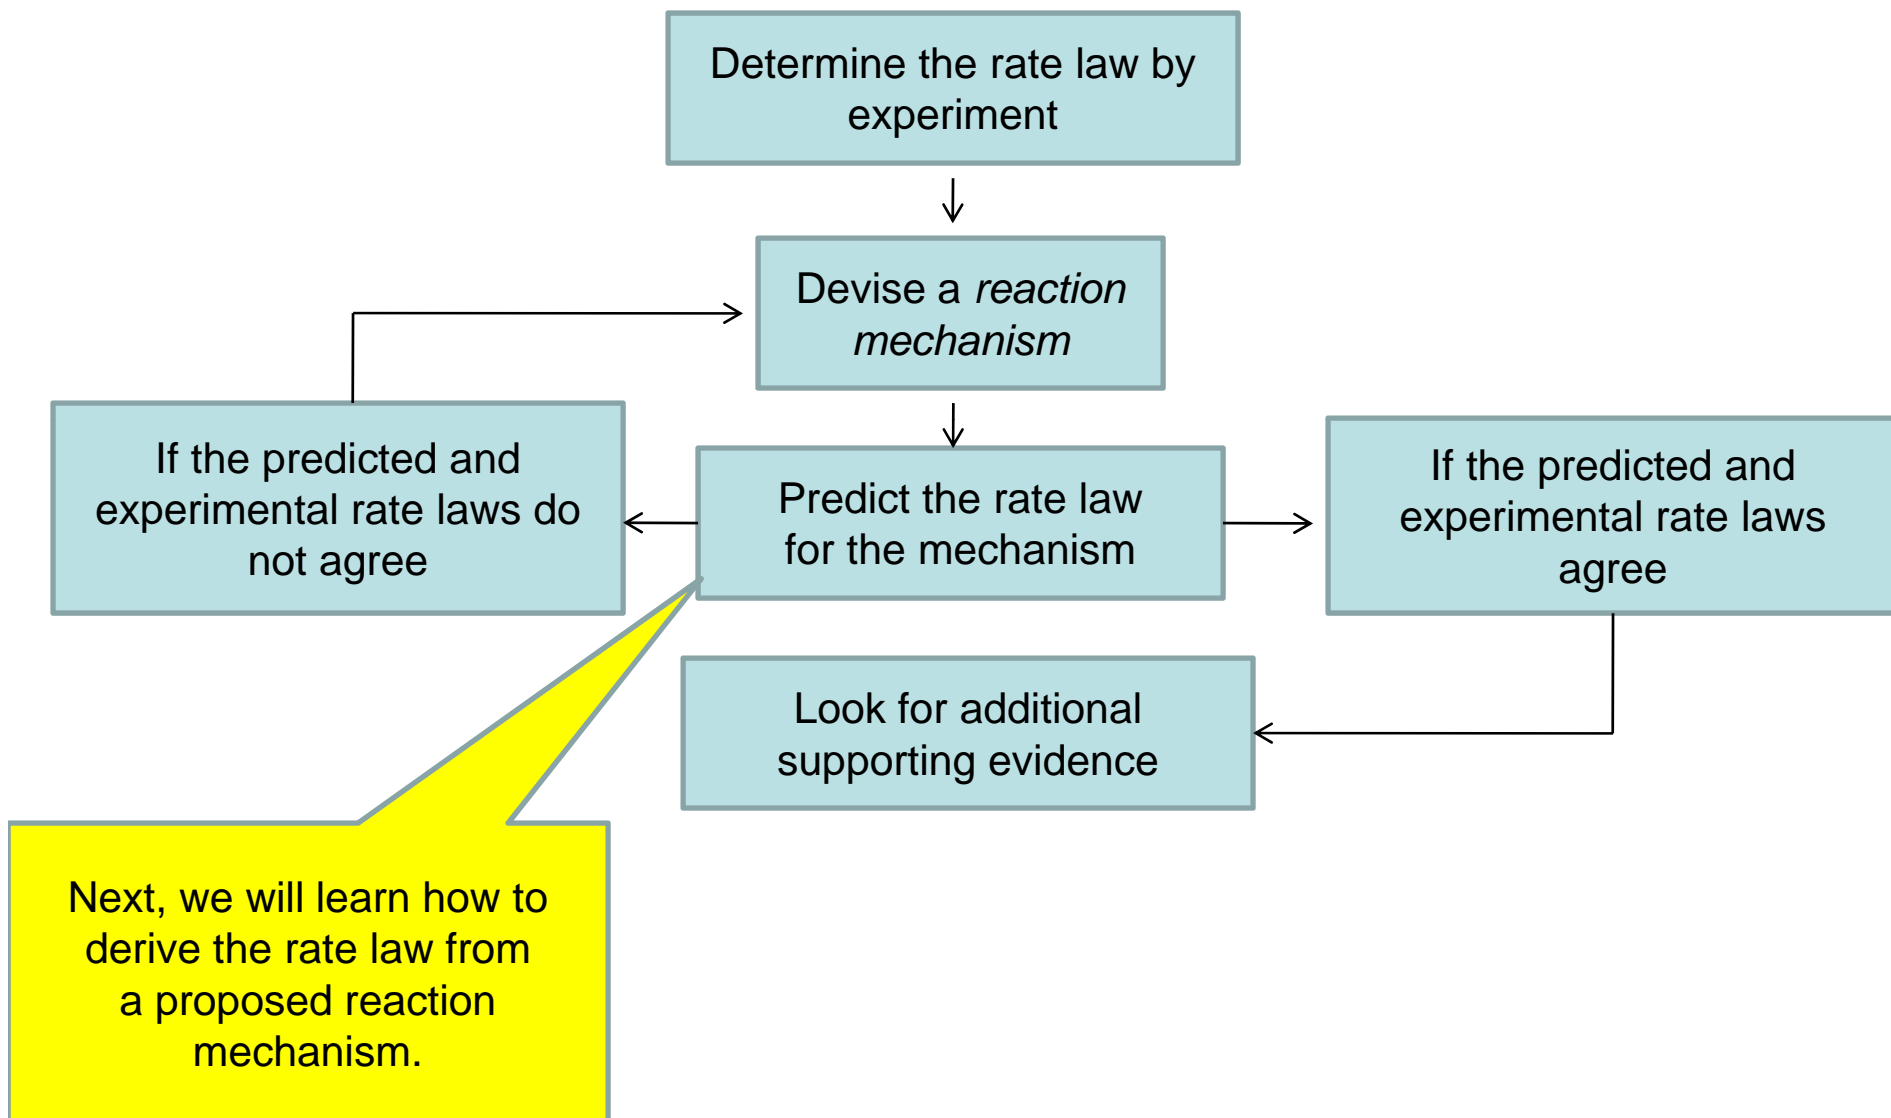 Determine the rate law by
experiment
Devise a reaction
mechanism
If the predicted and
experimental rate laws do
not agree
Predict the rate law
for the mechanism
If the predicted and
experimental rate laws
agree
Look for additional
supporting evidence
Next, we will learn how to
derive the rate law from
a proposed reaction
mechanism.